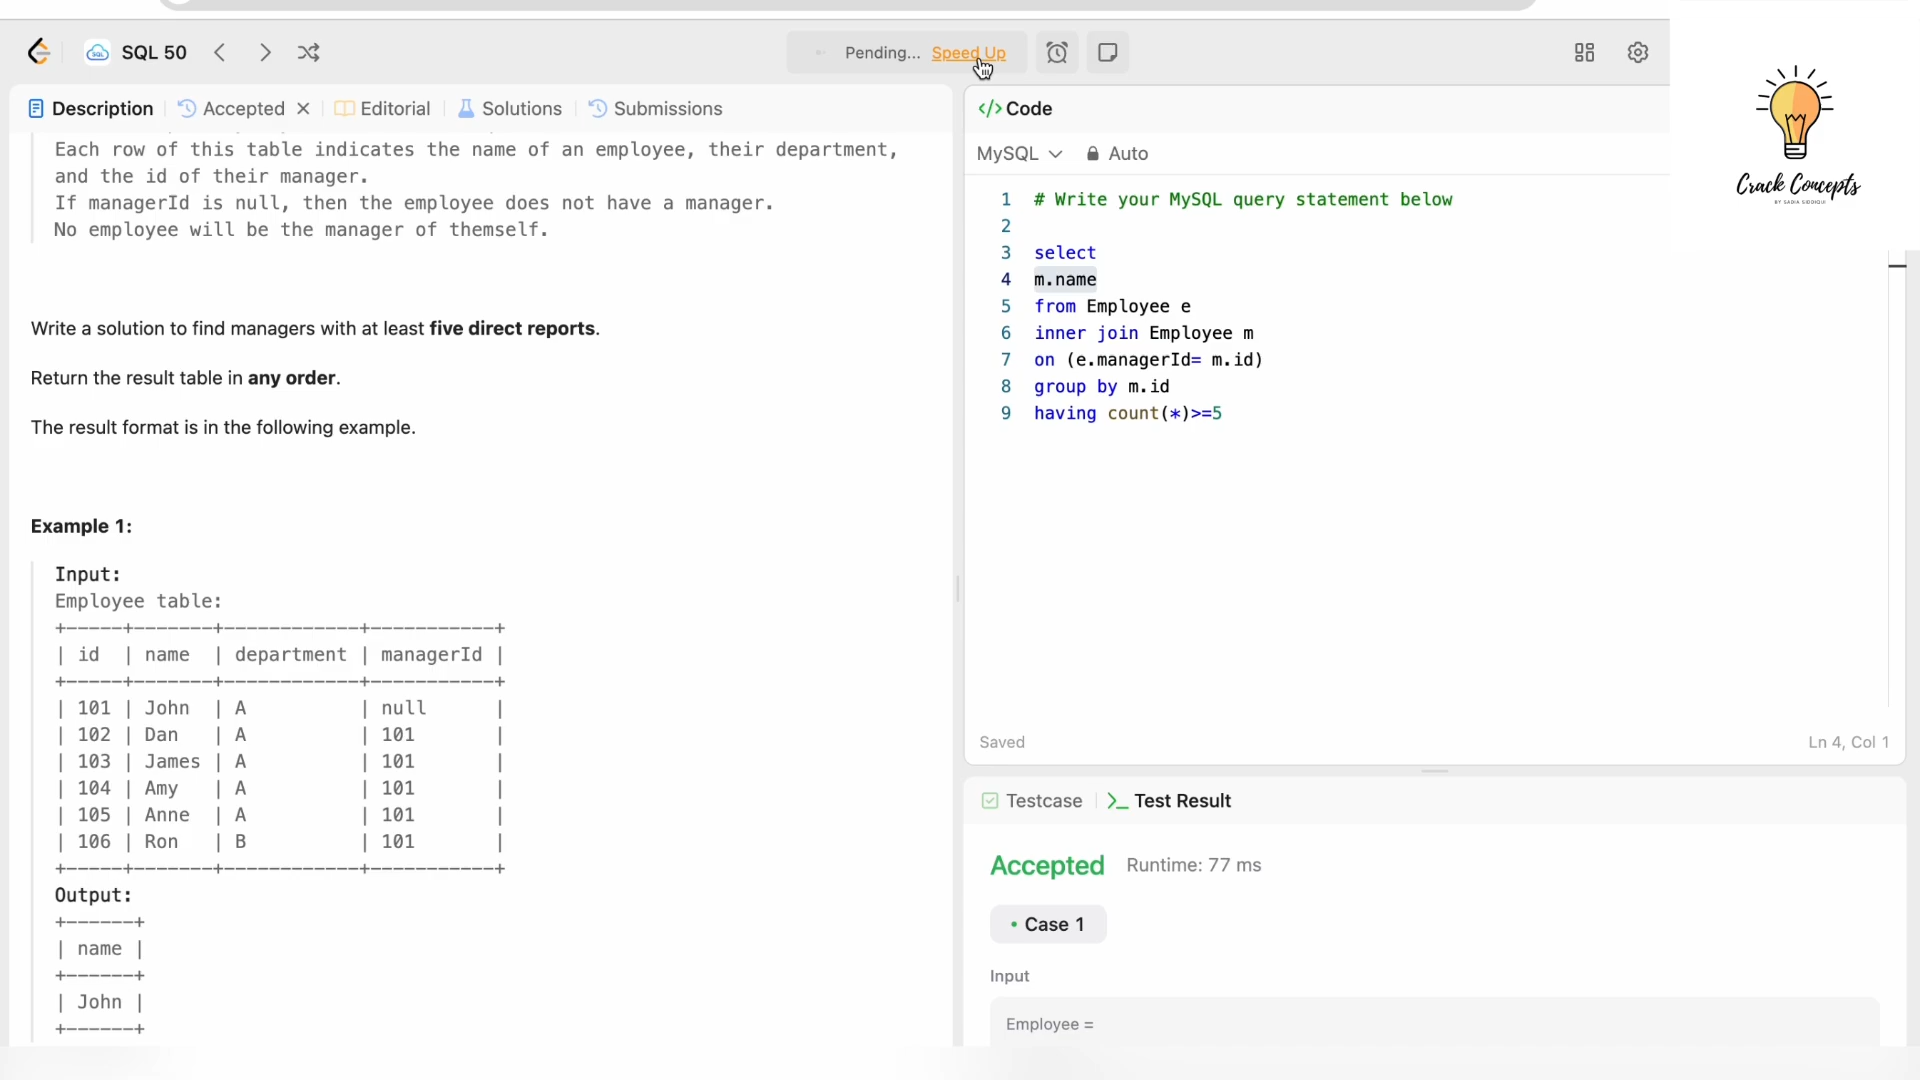 SQL 50
Pending... Speed Up
Description
Accepted
Editorial
Solutions
Submissions
Each row of this table indicates the name of an employee, their department,
and the id of their manager.
If managerId is null, then the employee does not have a manager.
No employee will be the manager of themself.
Write a solution to find managers with at least five direct reports.
Return the result table in any order.
The result format is in the following example.
Example 1:
Input:
Employee table:
+-----+-------+------------+-----------+
| id  | name  | department | managerId |
+-----+-------+------------+-----------+
| 101 | John  | A          | null      |
| 102 | Dan   | A          | 101       |
| 103 | James | A          | 101       |
| 104 | Amy   | A          | 101       |
| 105 | Anne  | A          | 101       |
| 106 | Ron   | B          | 101       |
+-----+-------+------------+-----------+
Output:
+------+
| name |
+------+
| John |
+------+
</> Code
MySQL Auto
1 # Write your MySQL query statement below
2
3 select
4 m.name
5 from Employee e
6 inner join Employee m
7 on (e.managerId= m.id)
8 group by m.id
9 having count(*)>=5
Saved
Ln 4, Col 1
Testcase
>_ Test Result
Accepted Runtime: 77 ms
• Case 1
Input
Employee =
Crack Concepts
BY SADIA SIDDIQUI